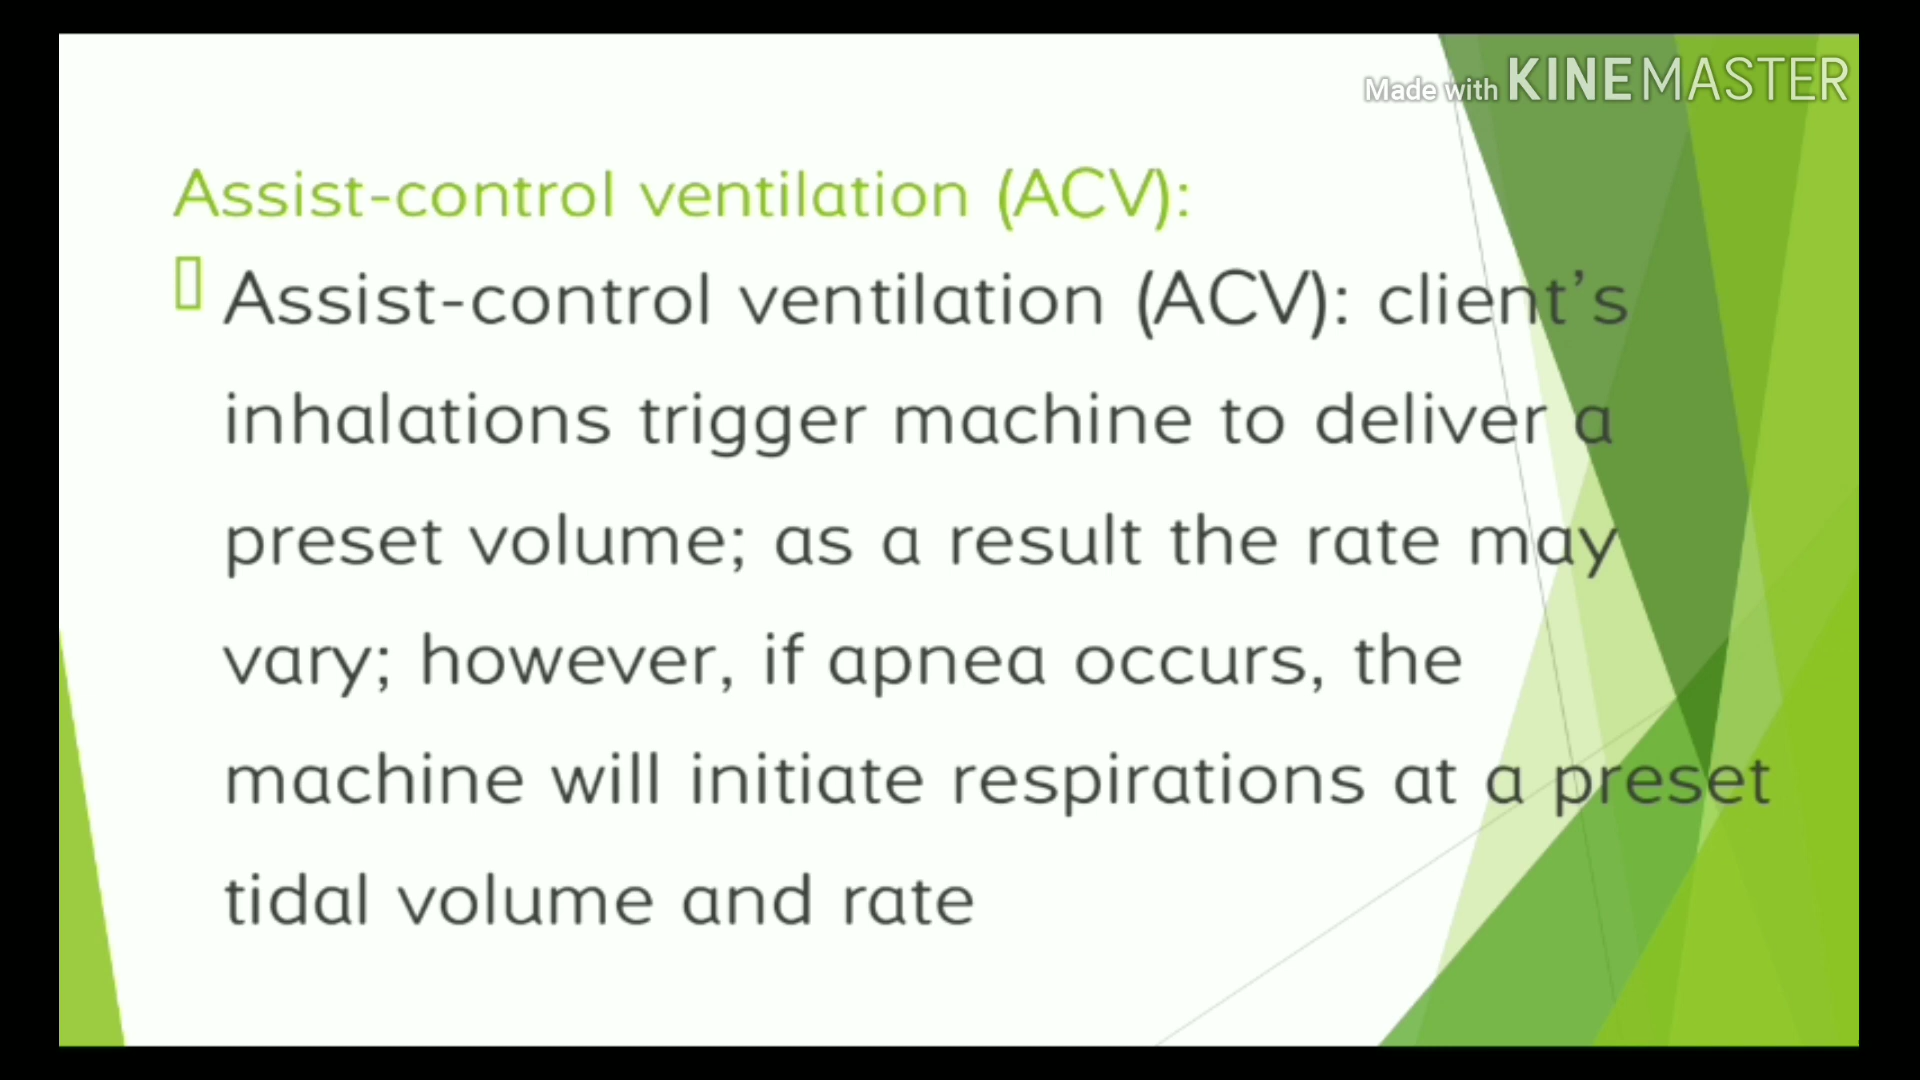 Made with KINEMASTER
Assist-control ventilation (ACV):
Assist-control ventilation (ACV): client’s
inhalations trigger machine to deliver a
preset volume; as a result the rate may
vary; however, if apnea occurs, the
machine will initiate respirations at a preset
tidal volume and rate